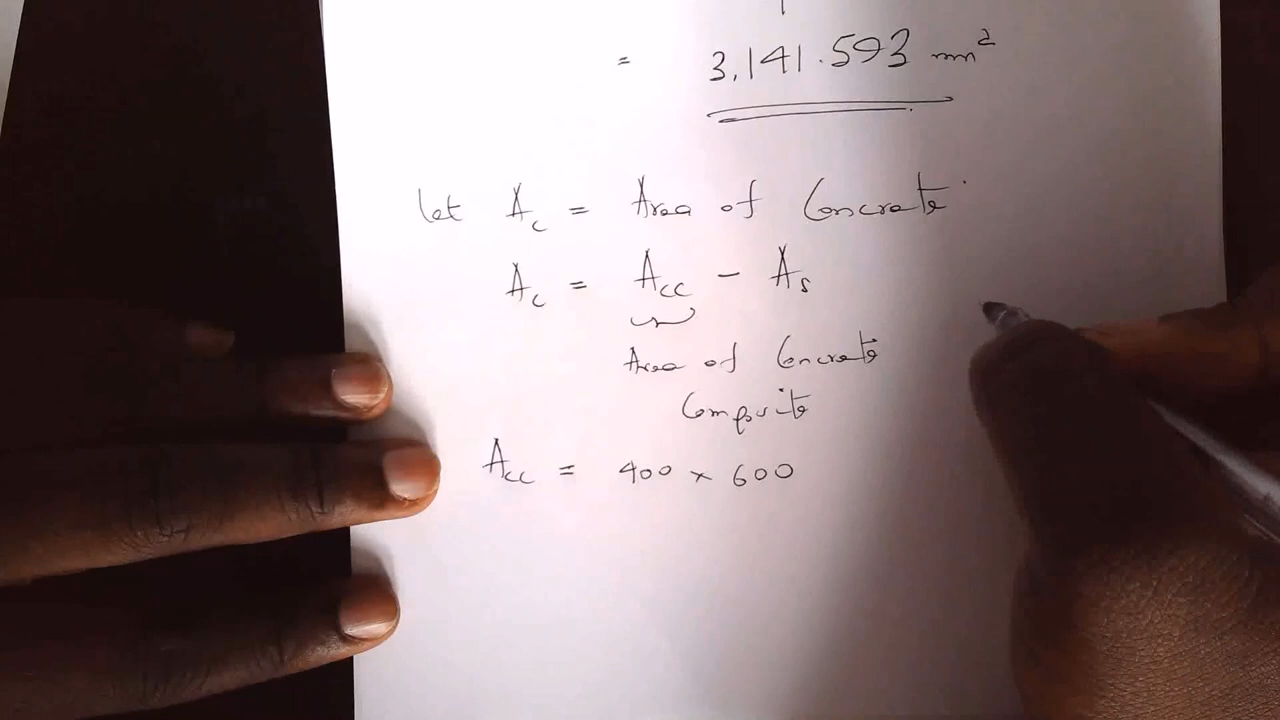 = 3,141.593 mm²
let Ac = Area of Concrete
Ac = Acc - As
Area of Concrete
Composite
Acc = 400 × 600